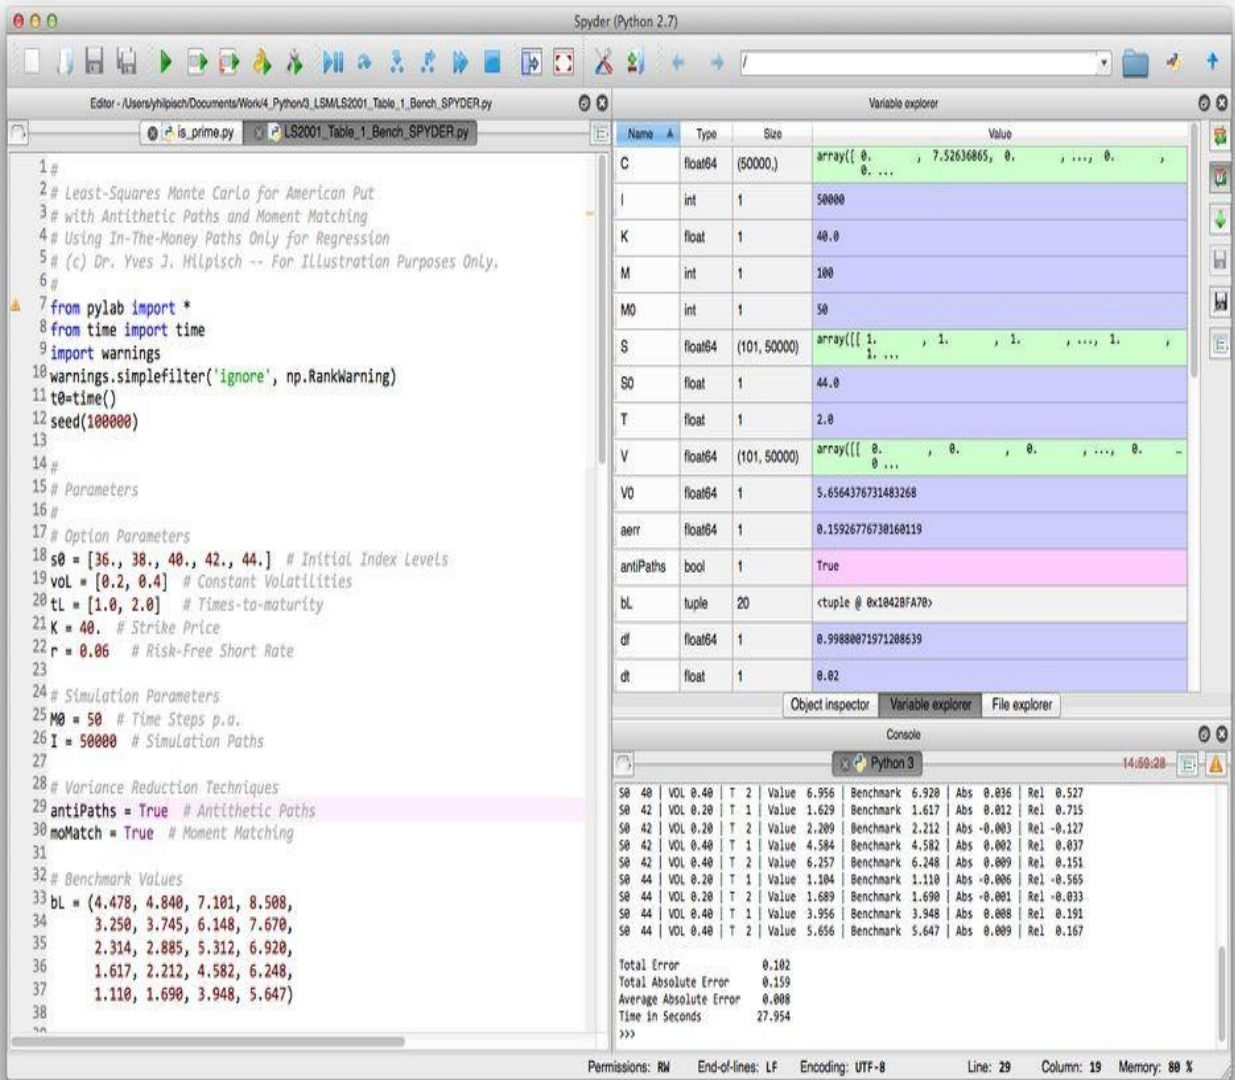 Spyder (Python 2.7)
/
Editor - /Users/yhilpisch/Documents/Work/4_Python/3_LSM/LS2001_Table_1_Bench_SPYDER.py
is_prime.py LS2001_Table_1_Bench_SPYDER.py
1 #
2 # Least-Squares Monte Carlo for American Put
3 # with Antithetic Paths and Moment Matching
4 # Using In-The-Money Paths Only for Regression
5 # (c) Dr. Yves J. Hilpisch -- For Illustration Purposes Only.
6 #
7 from pylab import *
8 from time import time
9 import warnings
10 warnings.simplefilter('ignore', np.RankWarning)
11 t0=time()
12 seed(100000)
13
14 #
15 # Parameters
16 #
17 # Option Parameters
18 s0 = [36., 38., 40., 42., 44.] # Initial Index Levels
19 voL = [0.2, 0.4] # Constant Volatilities
20 tL = [1.0, 2.0] # Times-to-maturity
21 K = 40. # Strike Price
22 r = 0.06 # Risk-Free Short Rate
23
24 # Simulation Parameters
25 M0 = 50 # Time Steps p.a.
26 I = 50000 # Simulation Paths
27
28 # Variance Reduction Techniques
29 antiPaths = True # Antithetic Paths
30 moMatch = True # Moment Matching
31
32 # Benchmark Values
33 bL = (4.478, 4.840, 7.101, 8.508,
34 3.250, 3.745, 6.148, 7.670,
35 2.314, 2.885, 5.312, 6.920,
36 1.617, 2.212, 4.582, 6.248,
37 1.110, 1.690, 3.948, 5.647)
38
Variable explorer
Name Type Size Value
C float64 (50000,) array([ 0. , 7.52636865, 0. , ..., 0. ,
0. ...
I int 1 50000
K float 1 40.0
M int 1 100
M0 int 1 50
S float64 (101, 50000) array([[ 1. , 1. , 1. , ..., 1. ,
1. ...
S0 float 1 44.0
T float 1 2.0
V float64 (101, 50000) array([[ 0. , 0. , 0. , ..., 0. …
0 ...
V0 float64 1 5.6564376731483268
aerr float64 1 0.15926776730160119
antiPaths bool 1 True
bL tuple 20 <tuple @ 0x1042BFA70>
df float64 1 0.99880071971208639
dt float 1 0.02
Object inspector Variable explorer File explorer
Console
Python 3 14:59:28
S0 40 | VOL 0.40 | T 2 | Value 6.956 | Benchmark 6.920 | Abs 0.036 | Rel 0.527
S0 42 | VOL 0.20 | T 1 | Value 1.629 | Benchmark 1.617 | Abs 0.012 | Rel 0.715
S0 42 | VOL 0.20 | T 2 | Value 2.209 | Benchmark 2.212 | Abs -0.003 | Rel -0.127
S0 42 | VOL 0.40 | T 1 | Value 4.584 | Benchmark 4.582 | Abs 0.002 | Rel 0.037
S0 42 | VOL 0.40 | T 2 | Value 6.257 | Benchmark 6.248 | Abs 0.009 | Rel 0.151
S0 44 | VOL 0.20 | T 1 | Value 1.104 | Benchmark 1.110 | Abs -0.006 | Rel -0.565
S0 44 | VOL 0.20 | T 2 | Value 1.689 | Benchmark 1.690 | Abs -0.001 | Rel -0.033
S0 44 | VOL 0.40 | T 1 | Value 3.956 | Benchmark 3.948 | Abs 0.008 | Rel 0.191
S0 44 | VOL 0.40 | T 2 | Value 5.656 | Benchmark 5.647 | Abs 0.009 | Rel 0.167
Total Error 0.102
Total Absolute Error 0.159
Average Absolute Error 0.008
Time in Seconds 27.954
>>>
Permissions: RW End-of-lines: LF Encoding: UTF-8 Line: 29 Column: 19 Memory: 80 %